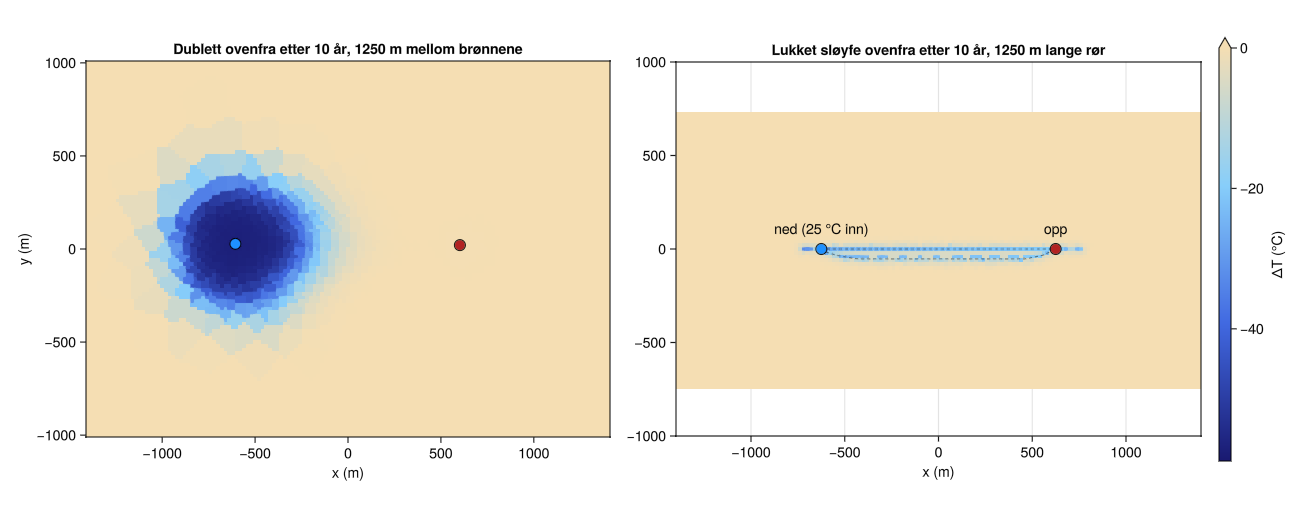 Dublett ovenfra etter 10 år, 1250 m mellom brønnene
1000
500
0
−500
−1000
y (m)
−1000
−500
0
500
1000
x (m)
Lukket sløyfe ovenfra etter 10 år, 1250 m lange rør
1000
500
0
−500
−1000
ned (25 °C inn)
opp
−1000
−500
0
500
1000
x (m)
0
−20
−40
ΔT (°C)